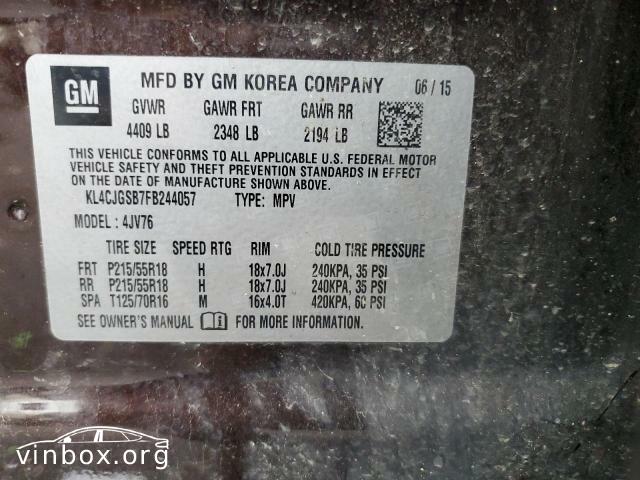 GM
MFD BY GM KOREA COMPANY 06 / 15
GVWR GAWR FRT GAWR RR
4409 LB 2348 LB 2194 LB
THIS VEHICLE CONFORMS TO ALL APPLICABLE U.S. FEDERAL MOTOR
VEHICLE SAFETY AND THEFT PREVENTION STANDARDS IN EFFECT ON
THE DATE OF MANUFACTURE SHOWN ABOVE.
KL4CJGSB7FB244057 TYPE: MPV
MODEL: 4JV76
TIRE SIZE SPEED RTG RIM COLD TIRE PRESSURE
FRT P215/55R18 H 18x7.0J 240KPA, 35 PSI
RR P215/55R18 H 18x7.0J 240KPA, 35 PSI
SPA T125/70R16 M 16x4.0T 420KPA, 60 PSI
SEE OWNER'S MANUAL FOR MORE INFORMATION.
vinbox.org